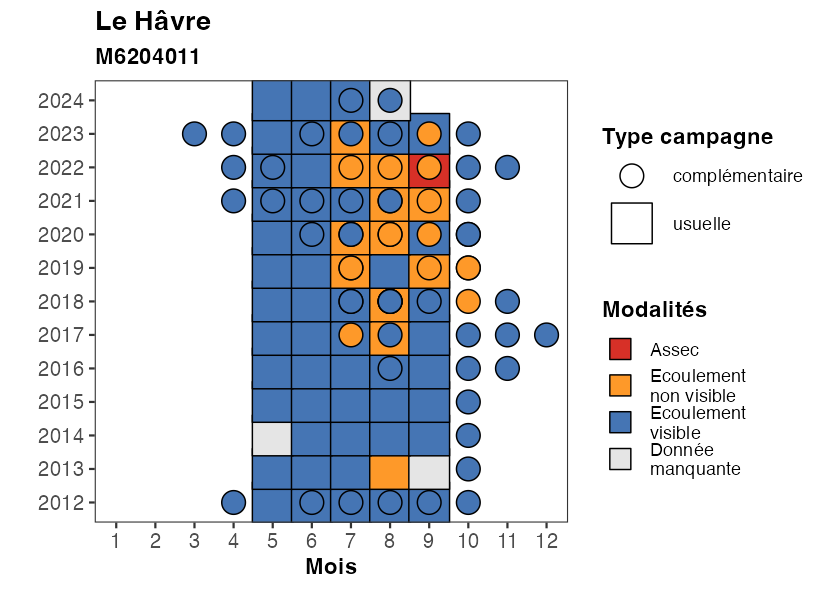 Le Hâvre
M6204011
2024
2023
2022
2021
2020
2019
2018
2017
2016
2015
2014
2013
2012
1 2 3 4 5 6 7 8 9 10 11 12
Mois
Type campagne
complémentaire
usuelle
Modalités
Assec
Ecoulement
non visible
Ecoulement
visible
Donnée
manquante